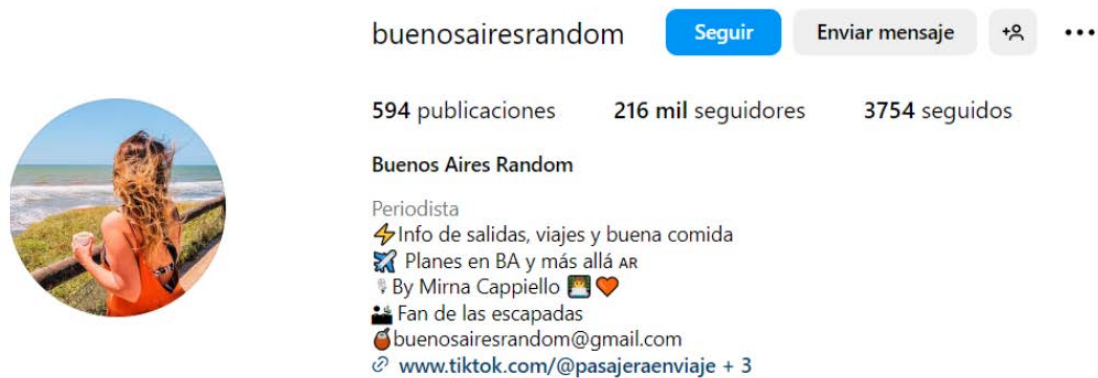 buenosairesrandom Seguir Enviar mensaje
594 publicaciones 216 mil seguidores 3754 seguidos
Buenos Aires Random
Periodista
⚡Info de salidas, viajes y buena comida
✈️ Planes en BA y más allá AR
🎙By Mirna Cappiello 👩🏻‍💻🧡
🏜 Fan de las escapadas
🧉buenosairesrandom@gmail.com
www.tiktok.com/@pasajeraenviaje + 3